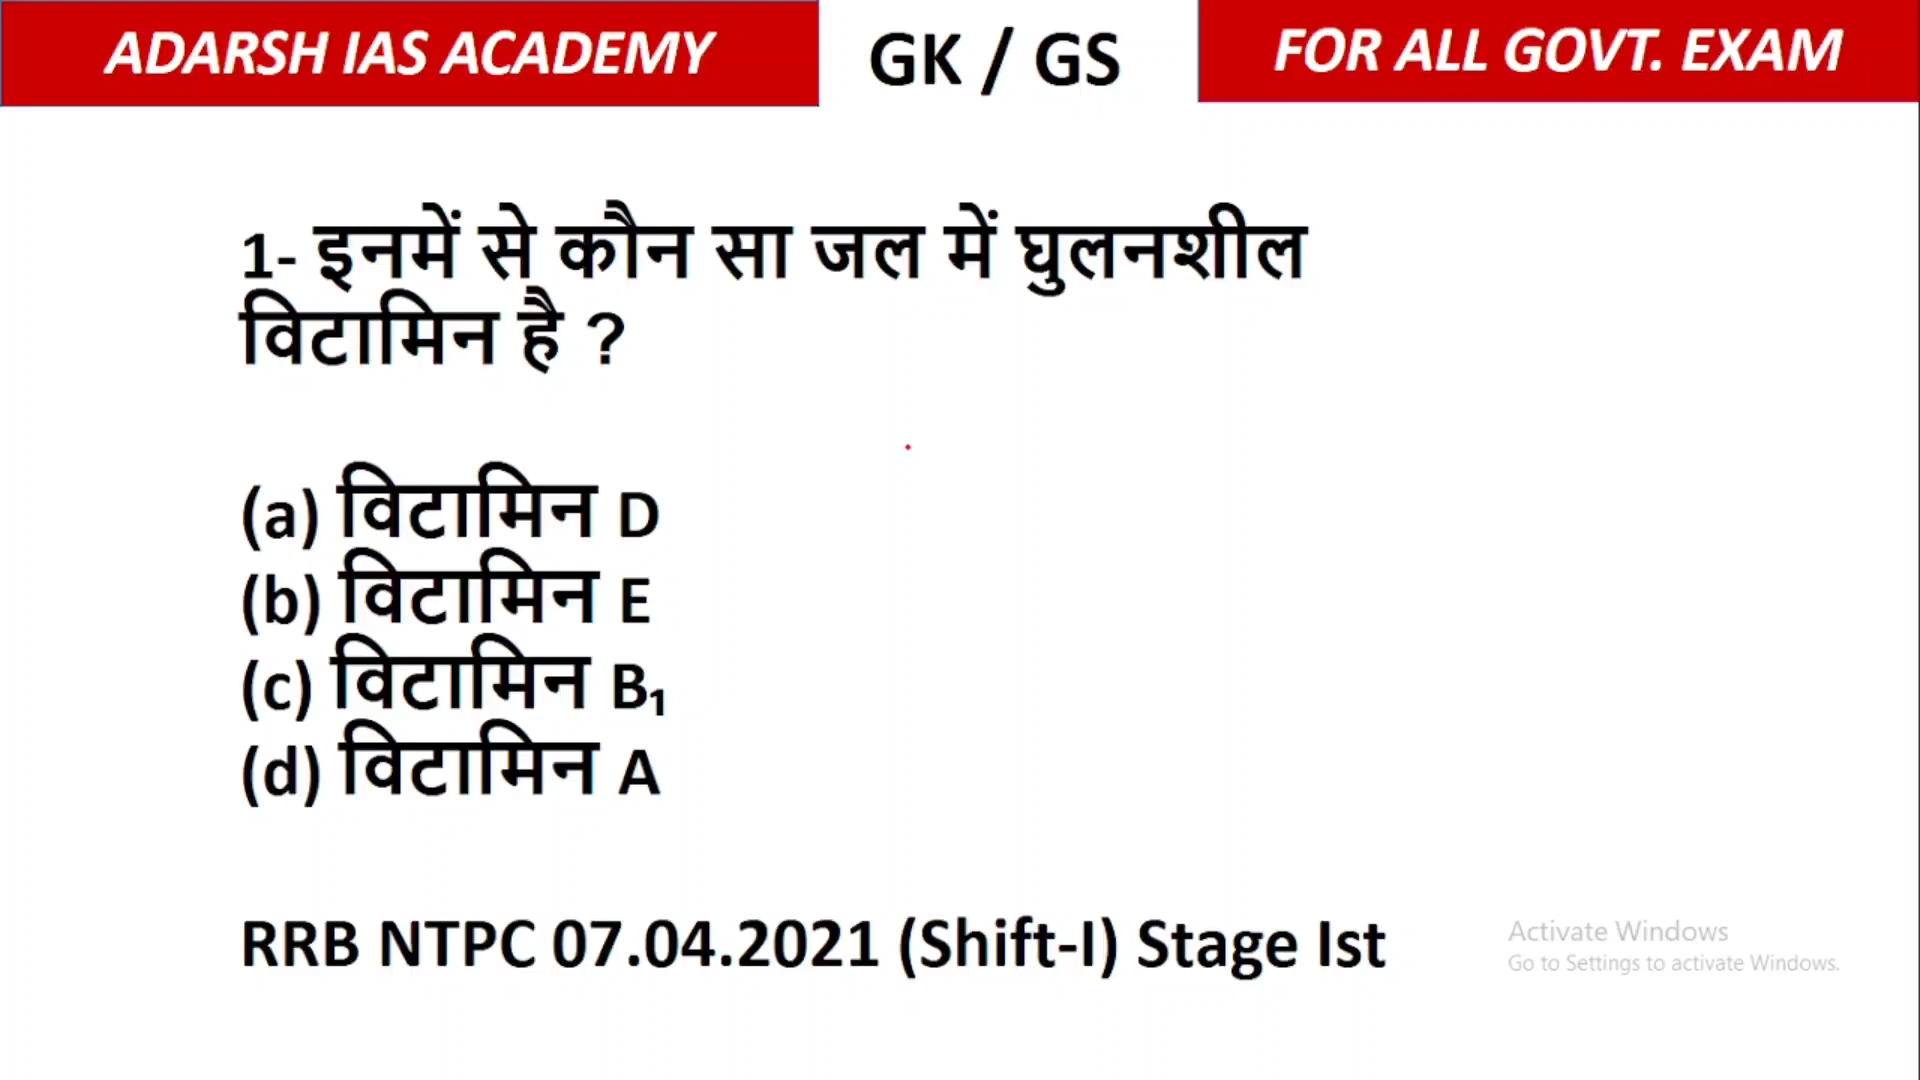 ADARSH IAS ACADEMY
GK / GS
FOR ALL GOVT. EXAM
1- इनमें से कौन सा जल में घुलनशील
विटामिन है ?
(a) विटामिन D
(b) विटामिन E
(c) विटामिन B₁
(d) विटामिन A
RRB NTPC 07.04.2021 (Shift-I) Stage Ist
Activate Windows
Go to Settings to activate Windows.